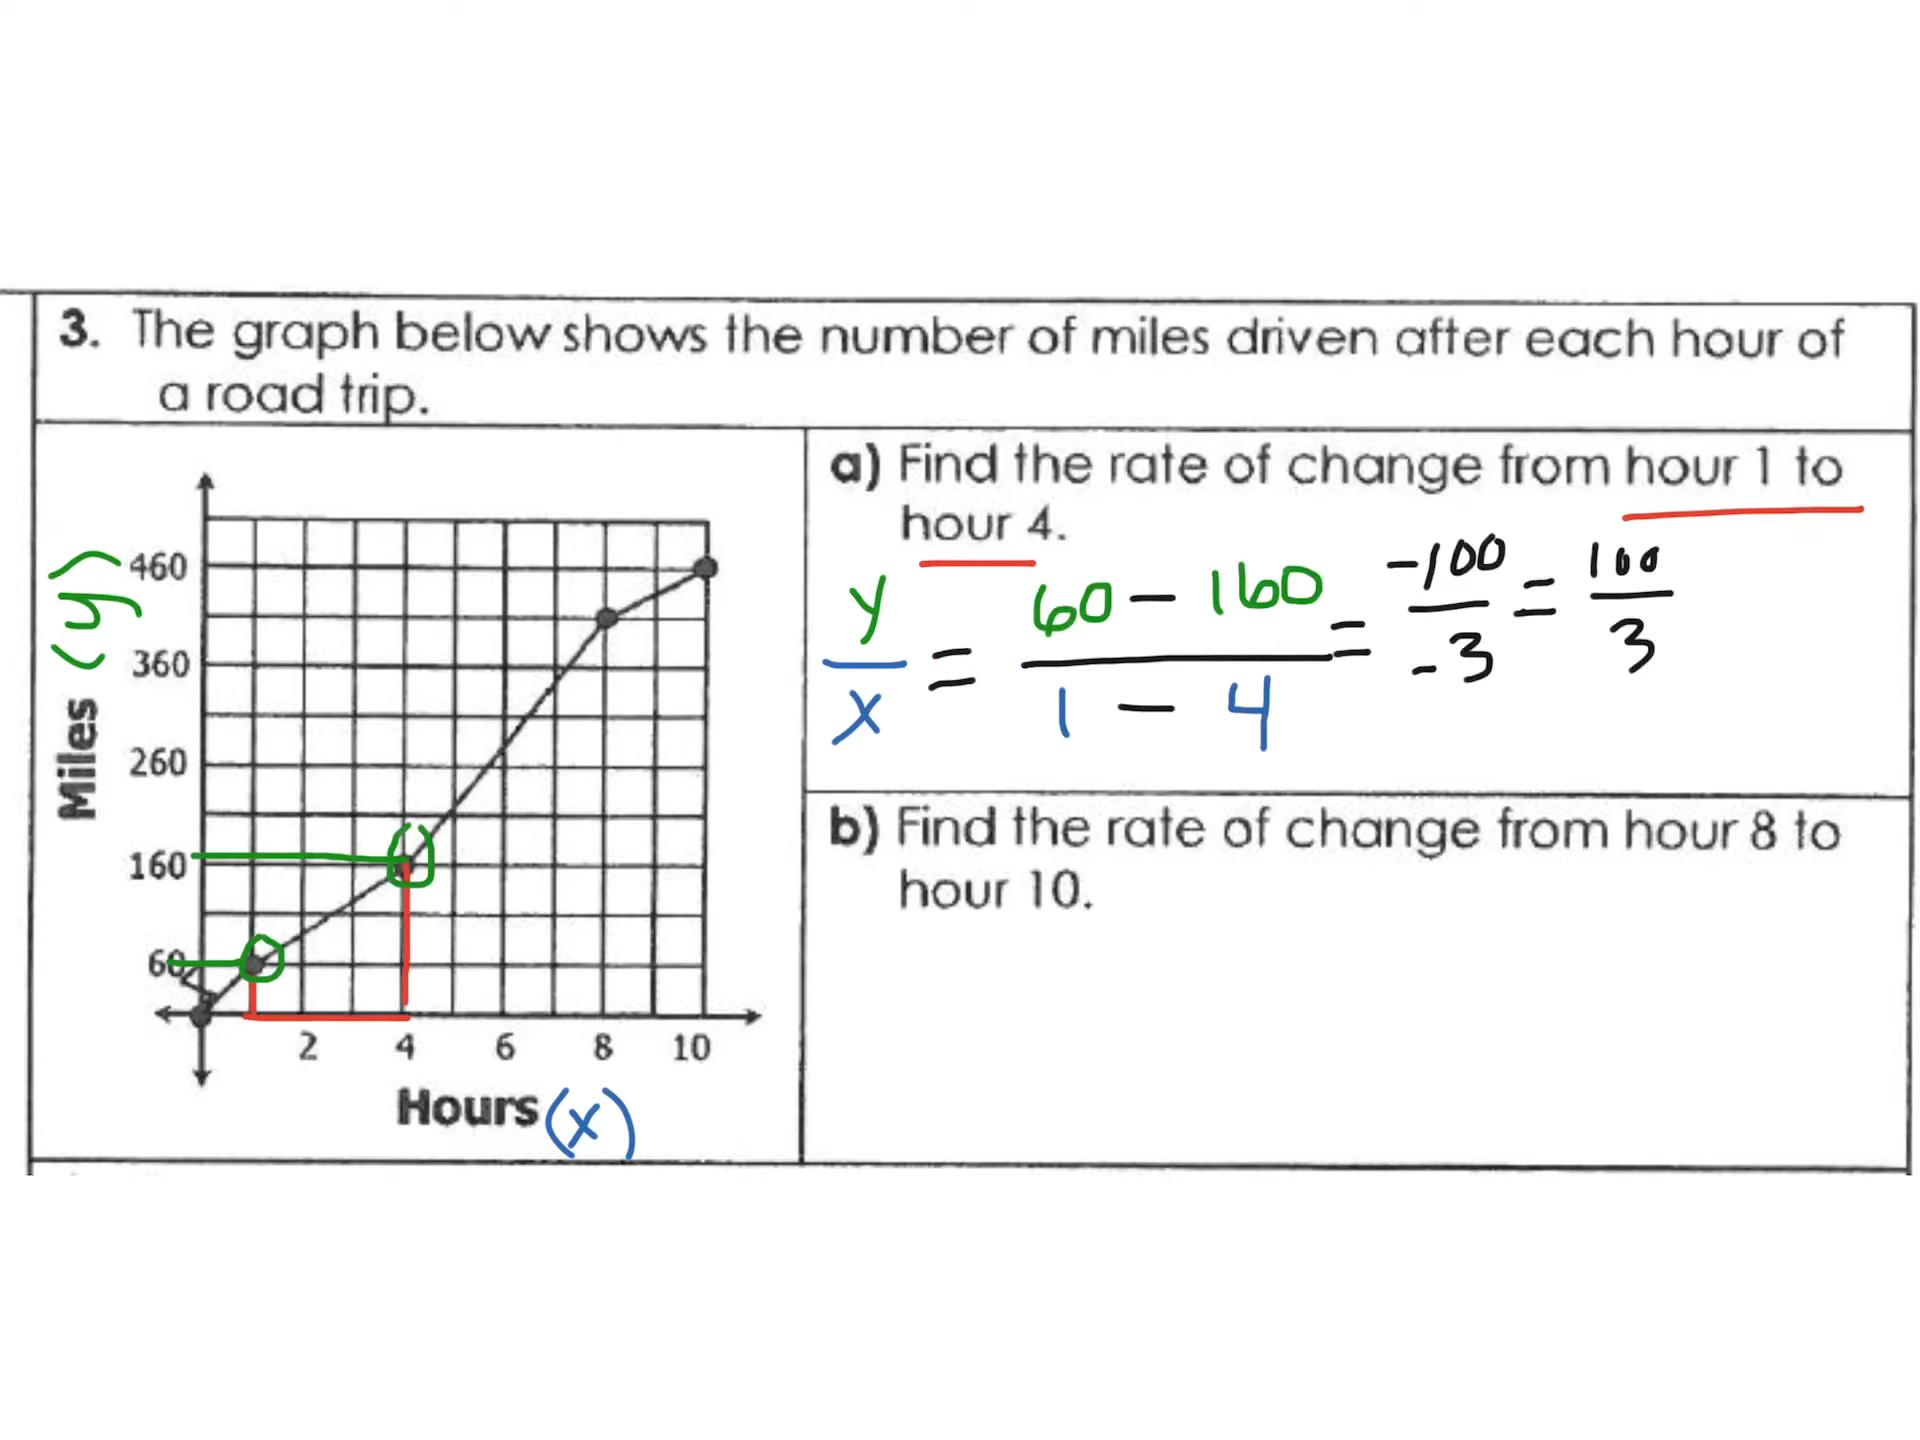 3. The graph below shows the number of miles driven after each hour of
a road trip.
Miles (y)
460
360
260
160
60
2 4 6 8 10
Hours (x)
a) Find the rate of change from hour 1 to
hour 4.
y/x = 60 - 160 / 1 - 4 = -100 / -3 = 100 / 3
b) Find the rate of change from hour 8 to
hour 10.